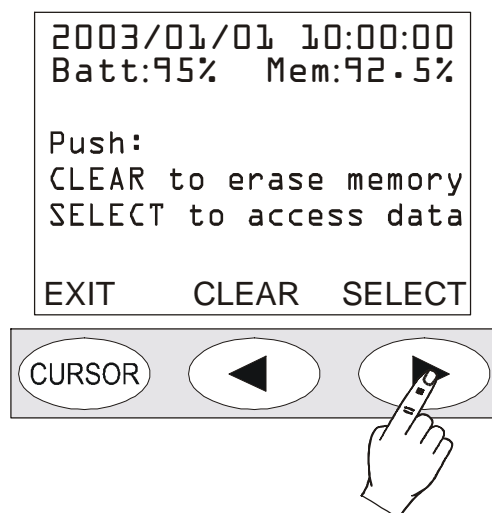 2003/01/01 10:00:00
Batt:95% Mem:92.5%
Push:
CLEAR to erase memory
SELECT to access data
EXIT CLEAR SELECT
CURSOR